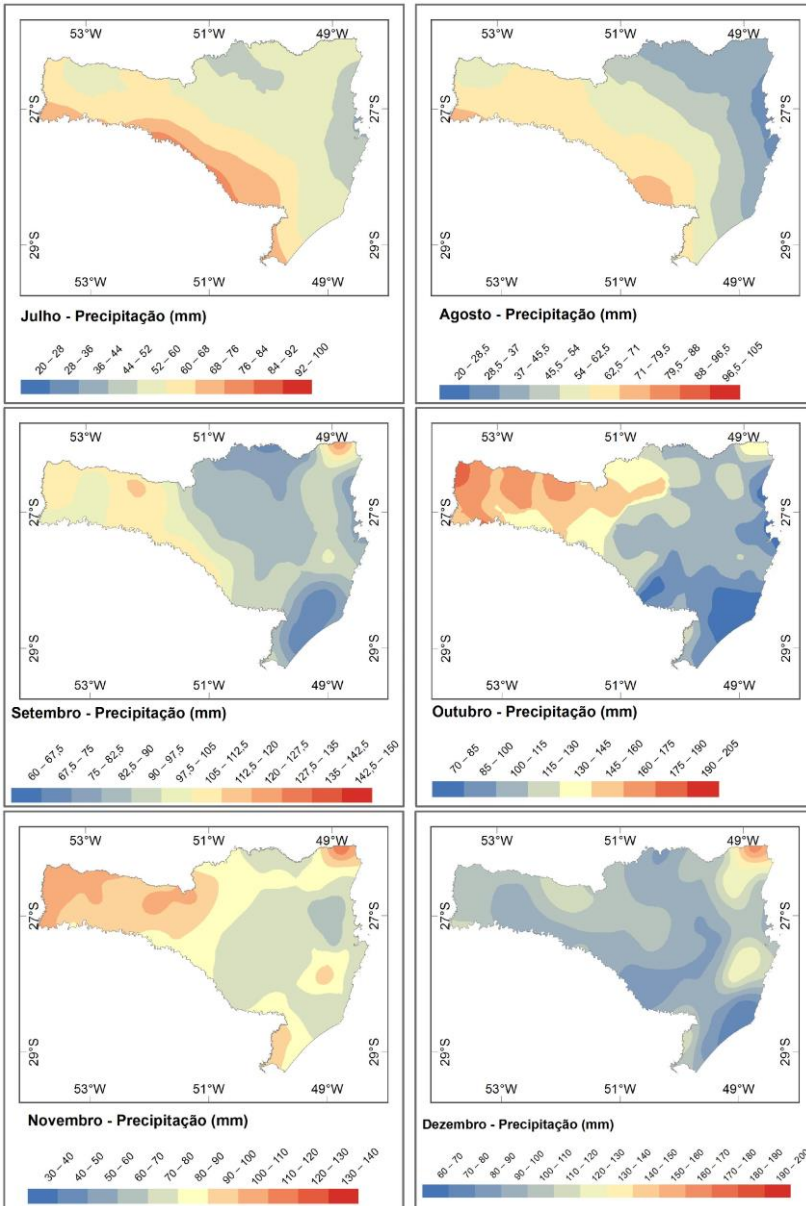 53°W 51°W 49°W
27°S 27°S
29°S 29°S
53°W 51°W 49°W
Julho - Precipitação (mm)
20 – 28
28 – 36
36 – 44
44 – 52
52 – 60
60 – 68
68 – 76
76 – 84
84 – 92
92 – 100
53°W 51°W 49°W
27°S 27°S
29°S 29°S
53°W 51°W 49°W
Agosto - Precipitação (mm)
20 – 28,5
28,5 – 37
37 – 45,5
45,5 – 54
54 – 62,5
62,5 – 71
71 – 79,5
79,5 – 88
88 – 96,5
96,5 – 105
53°W 51°W 49°W
27°S 27°S
29°S 29°S
53°W 51°W 49°W
Setembro - Precipitação (mm)
60 – 67,5
67,5 – 75
75 – 82,5
82,5 – 90
90 – 97,5
97,5 – 105
105 – 112,5
112,5 – 120
120 – 127,5
127,5 – 135
135 – 142,5
142,5 – 150
53°W 51°W 49°W
27°S 27°S
29°S 29°S
53°W 51°W 49°W
Outubro - Precipitação (mm)
70 – 85
85 – 100
100 – 115
115 – 130
130 – 145
145 – 160
160 – 175
175 – 190
190 – 205
53°W 51°W 49°W
27°S 27°S
29°S 29°S
53°W 51°W 49°W
Novembro - Precipitação (mm)
30 – 40
40 – 50
50 – 60
60 – 70
70 – 80
80 – 90
90 – 100
100 – 110
110 – 120
120 – 130
130 – 140
53°W 51°W 49°W
27°S 27°S
29°S 29°S
53°W 51°W 49°W
Dezembro - Precipitação (mm)
60 – 70
70 – 80
80 – 90
90 – 100
100 – 110
110 – 120
120 – 130
130 – 140
140 – 150
150 – 160
160 – 170
170 – 180
180 – 190
190 – 200